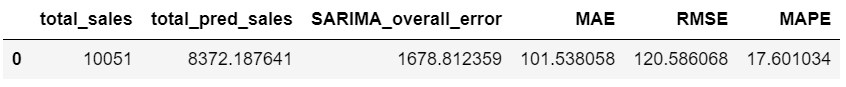 total_sales total_pred_sales SARIMA_overall_error MAE RMSE MAPE
0 10051 8372.187641 1678.812359 101.538058 120.586068 17.601034